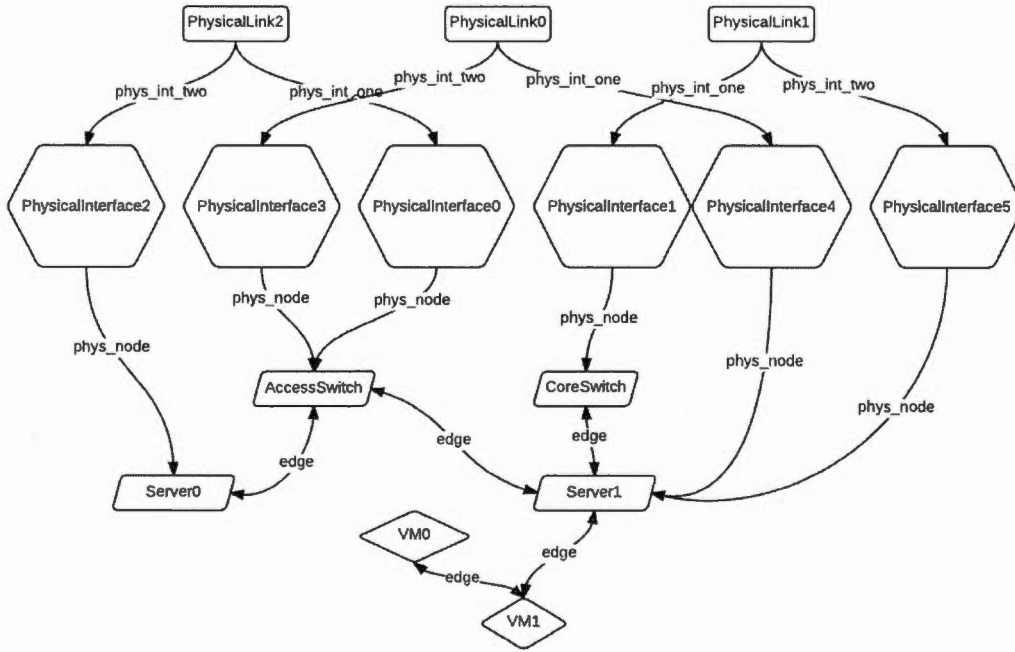 PhysicalLink2
PhysicalLink0
PhysicalLink1
phys_int_two
phys_int_one
phys_int_two
phys_int_one
phys_int_one
phys_int_two
PhysicalInterface2
PhysicalInterface3
PhysicalInterface0
PhysicalInterface1
PhysicalInterface4
PhysicalInterface5
phys_node
phys_node
phys_node
phys_node
phys_node
phys_node
AccessSwitch
CoreSwitch
edge
edge
edge
Server0
Server1
VM0
edge
edge
VM1